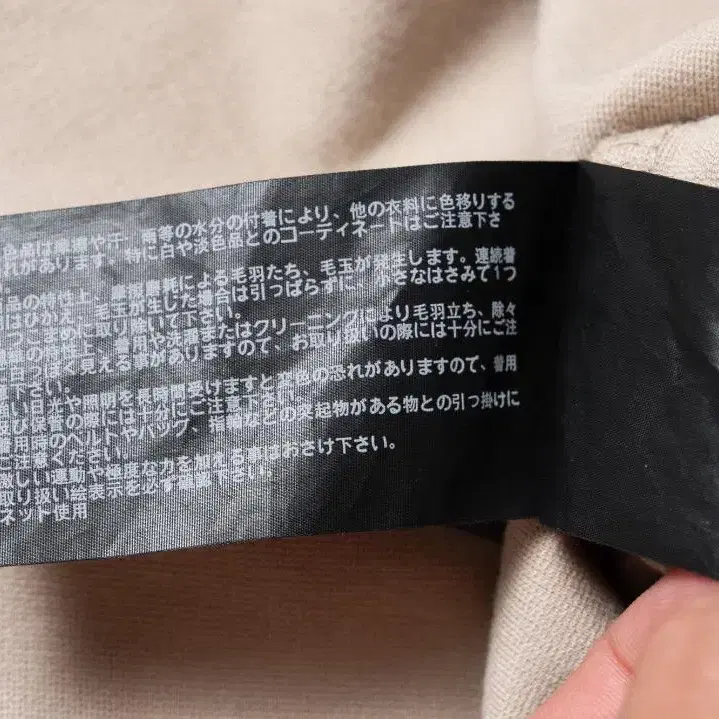 色品は摩擦や汗、雨等の水分の付着により、他の衣料に色移りする
れがあります。特に白や淡色品とのコーディネートはご注意下さ
品の特性上、摩擦摩耗による毛羽たち、毛玉が発生します。連続着
はひかえ、毛玉が生じた場合は引っぱらずに、小さなはさみで1つ
つこまめに取り除いて下さい。
繊維の特性上、着用や洗濯またはクリーニングにより毛羽立ち、除々
に白っぽく見える事がありますので、お取り扱いの際には十分にご注
意下さい。
強い日光や照明を長時間受けますと変色の恐れがありますので、着用
及び保管の際には十分にご注意下さい。
着用時のベルトやバッグ、指輪などの突起物がある物との引っ掛けに
ご注意ください。
激しい運動や極度な力を加える事はおさけ下さい。
取り扱い絵表示を必ず確認下さい。
ネット使用